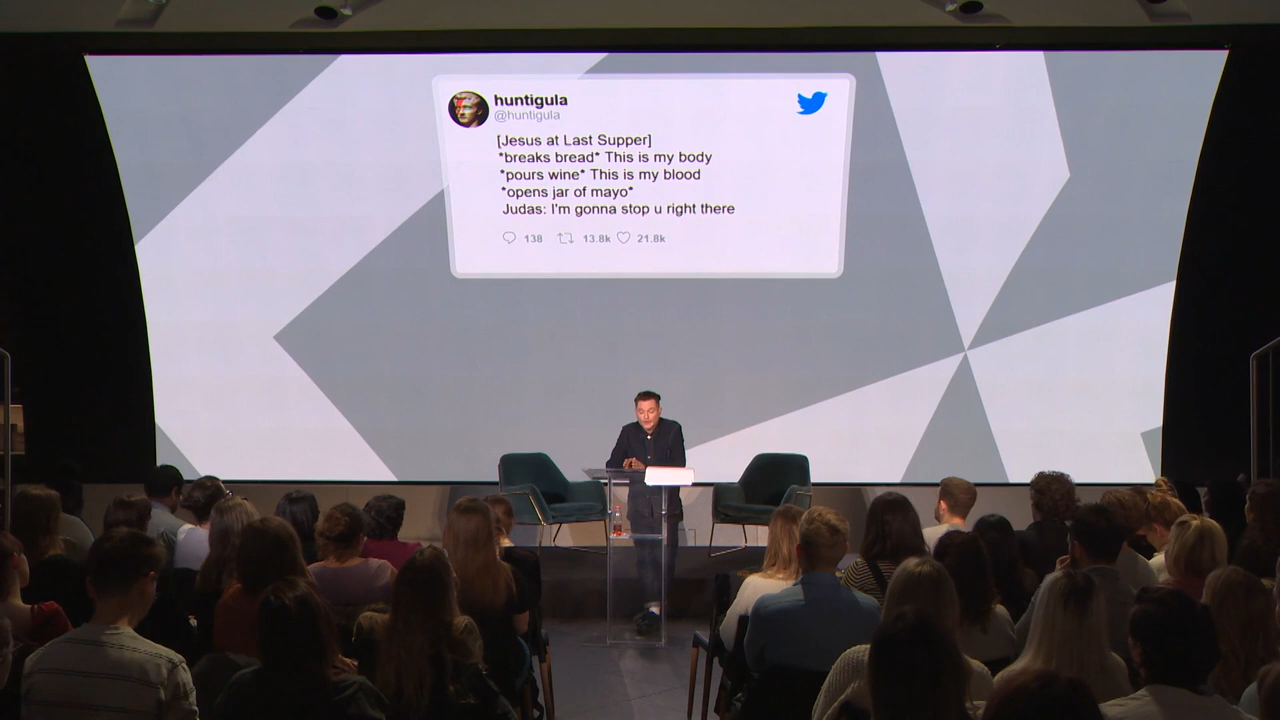 huntigula
@huntigula
[Jesus at Last Supper]
*breaks bread* This is my body
*pours wine* This is my blood
*opens jar of mayo*
Judas: I'm gonna stop u right there
138 13.8k 21.8k